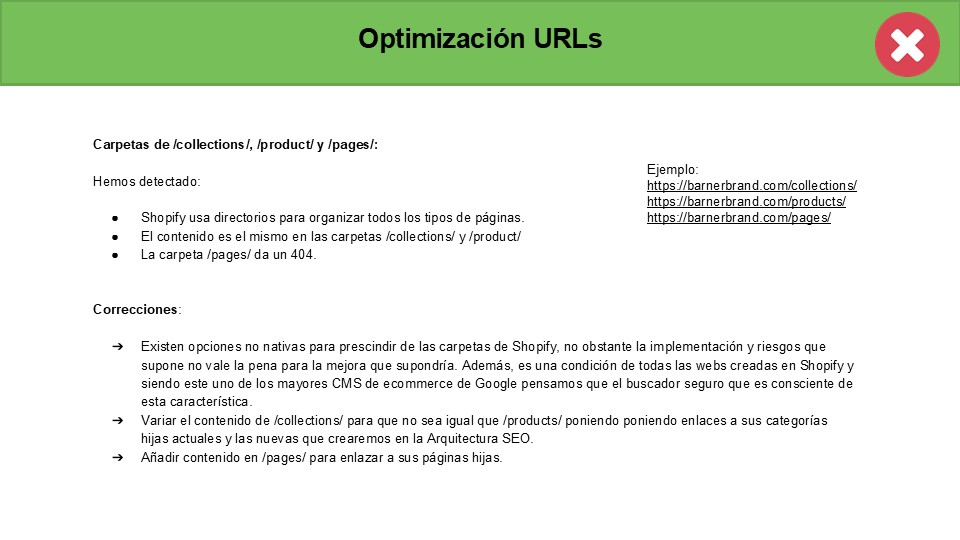 Optimización URLs
Carpetas de /collections/, /product/ y /pages/:
Hemos detectado:
● Shopify usa directorios para organizar todos los tipos de páginas.
● El contenido es el mismo en las carpetas /collections/ y /product/
● La carpeta /pages/ da un 404.
Ejemplo:
https://barnerbrand.com/collections/
https://barnerbrand.com/products/
https://barnerbrand.com/pages/
Correcciones:
➔ Existen opciones no nativas para prescindir de las carpetas de Shopify, no obstante la implementación y riesgos que
supone no vale la pena para la mejora que supondría. Además, es una condición de todas las webs creadas en Shopify y
siendo este uno de los mayores CMS de ecommerce de Google pensamos que el buscador seguro que es consciente de
esta característica.
➔ Variar el contenido de /collections/ para que no sea igual que /products/ poniendo poniendo enlaces a sus categorías
hijas actuales y las nuevas que crearemos en la Arquitectura SEO.
➔ Añadir contenido en /pages/ para enlazar a sus páginas hijas.